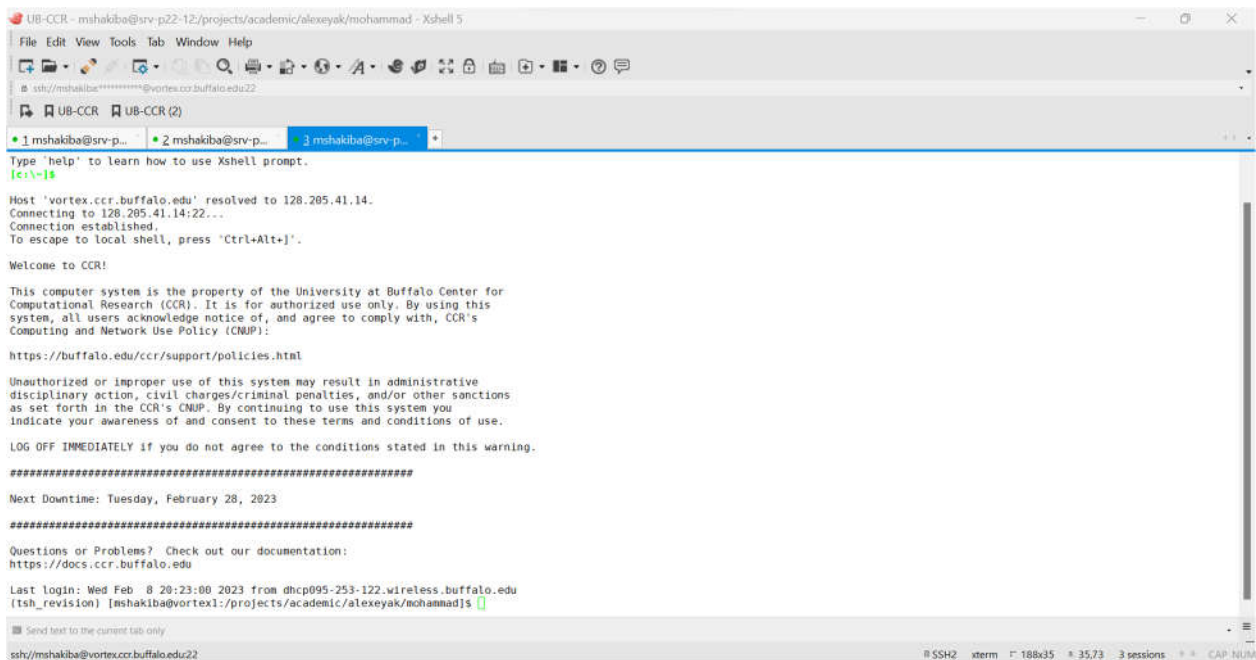 UB-CCR - mshakiba@srv-p22-12:/projects/academic/alexeyak/mohammad - Xshell 5
File Edit View Tools Tab Window Help
ssh://mshakiba:***********@vortex.ccr.buffalo.edu:22
UB-CCR UB-CCR (2)
1 mshakiba@srv-p... 2 mshakiba@srv-p... 3 mshakiba@srv-p... +
Type `help' to learn how to use Xshell prompt.
[c:\~]$
Host 'vortex.ccr.buffalo.edu' resolved to 128.205.41.14.
Connecting to 128.205.41.14:22...
Connection established.
To escape to local shell, press 'Ctrl+Alt+]'.
Welcome to CCR!
This computer system is the property of the University at Buffalo Center for
Computational Research (CCR). It is for authorized use only. By using this
system, all users acknowledge notice of, and agree to comply with, CCR's
Computing and Network Use Policy (CNUP):
https://buffalo.edu/ccr/support/policies.html
Unauthorized or improper use of this system may result in administrative
disciplinary action, civil charges/criminal penalties, and/or other sanctions
as set forth in the CCR's CNUP. By continuing to use this system you
indicate your awareness of and consent to these terms and conditions of use.
LOG OFF IMMEDIATELY if you do not agree to the conditions stated in this warning.
##############################################################
Next Downtime: Tuesday, February 28, 2023
##############################################################
Questions or Problems? Check out our documentation:
https://docs.ccr.buffalo.edu
Last login: Wed Feb  8 20:23:00 2023 from dhcp095-253-122.wireless.buffalo.edu
(tsh_revision) [mshakiba@vortex1:/projects/academic/alexeyak/mohammad]$
Send text to the current tab only
ssh://mshakiba@vortex.ccr.buffalo.edu:22 SSH2 xterm 188x35 35,73 3 sessions CAP NUM